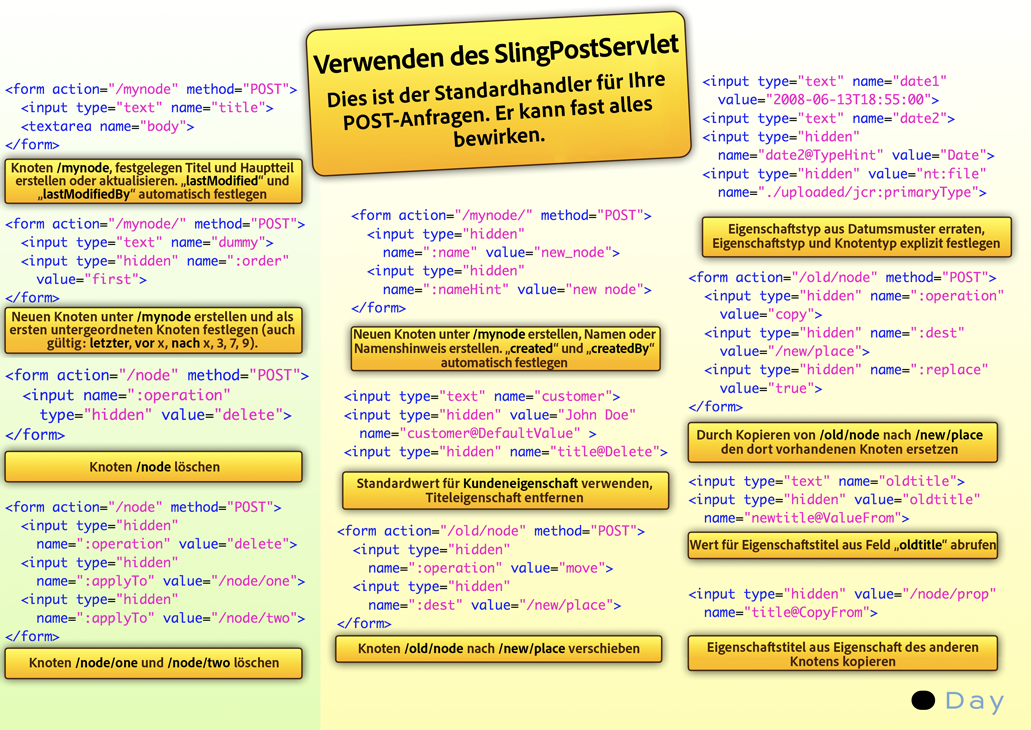 Verwenden des SlingPostServlet
Dies ist der Standardhandler für Ihre
POST-Anfragen. Er kann fast alles
bewirken.
<form action="/mynode" method="POST">
<input type="text" name="title">
<textarea name="body">
</form>
Knoten /mynode, festgelegen Titel und Hauptteil
erstellen oder aktualisieren. „lastModified“ und
„lastModifiedBy“ automatisch festlegen
<form action="/mynode/" method="POST">
<input type="text" name="dummy">
<input type="hidden" name=":order"
value="first">
</form>
Neuen Knoten unter /mynode erstellen und als
ersten untergeordneten Knoten festlegen (auch
gültig: letzter, vor x, nach x, 3, 7, 9).
<form action="/node" method="POST">
<input name=":operation"
type="hidden" value="delete">
</form>
Knoten /node löschen
<form action="/node" method="POST">
<input type="hidden"
name=":operation" value="delete">
<input type="hidden"
name=":applyTo" value="/node/one">
<input type="hidden"
name=":applyTo" value="/node/two">
</form>
Knoten /node/one und /node/two löschen
<form action="/mynode/" method="POST">
<input type="hidden"
name=":name" value="new_node">
<input type="hidden"
name=":nameHint" value="new node">
</form>
Neuen Knoten unter /mynode erstellen, Namen oder
Namenshinweis erstellen. „created“ und „createdBy“
automatisch festlegen
<input type="text" name="customer">
<input type="hidden" value="John Doe"
name="customer@DefaultValue" >
<input type="hidden" name="title@Delete">
Standardwert für Kundeneigenschaft verwenden,
Titeleigenschaft entfernen
<form action="/old/node" method="POST">
<input type="hidden"
name=":operation" value="move">
<input type="hidden"
name=":dest" value="/new/place">
</form>
Knoten /old/node nach /new/place verschieben
<input type="text" name="date1"
value="2008-06-13T18:55:00">
<input type="text" name="date2">
<input type="hidden"
name="date2@TypeHint" value="Date">
<input type="hidden" value="nt:file"
name="./uploaded/jcr:primaryType">
Eigenschaftstyp aus Datumsmuster erraten,
Eigenschaftstyp und Knotentyp explizit festlegen
<form action="/old/node" method="POST">
<input type="hidden" name=":operation"
value="copy">
<input type="hidden" name=":dest"
value="/new/place">
<input type="hidden" name=":replace"
value="true">
</form>
Durch Kopieren von /old/node nach /new/place
den dort vorhandenen Knoten ersetzen
<input type="text" name="oldtitle">
<input type="hidden" value="oldtitle"
name="newtitle@ValueFrom">
Wert für Eigenschaftstitel aus Feld „oldtitle“ abrufen
<input type="hidden" value="/node/prop"
name="title@CopyFrom">
Eigenschaftstitel aus Eigenschaft des anderen
Knotens kopieren
Day